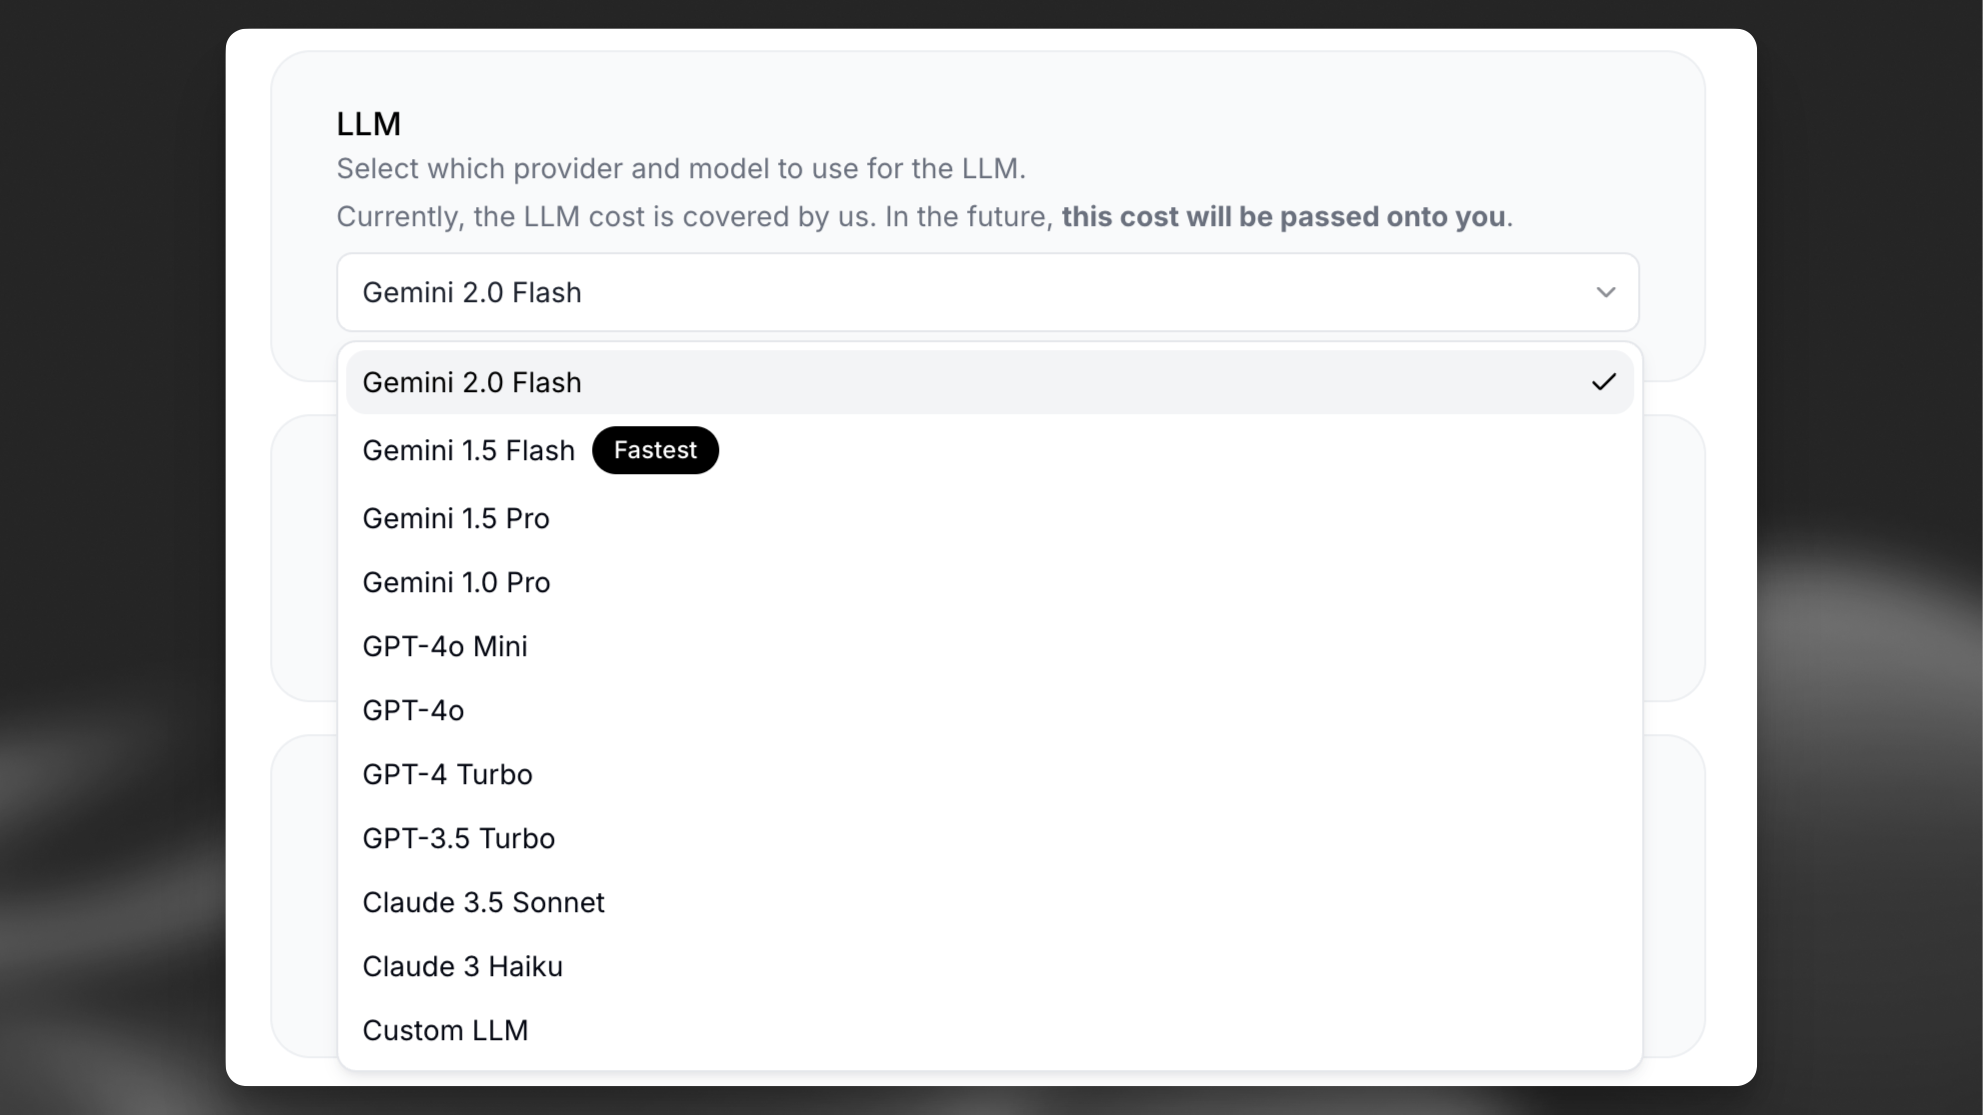 LLM
Select which provider and model to use for the LLM.
Currently, the LLM cost is covered by us. In the future, this cost will be passed onto you.
Gemini 2.0 Flash
Gemini 2.0 Flash
Gemini 1.5 Flash Fastest
Gemini 1.5 Pro
Gemini 1.0 Pro
GPT-4o Mini
GPT-4o
GPT-4 Turbo
GPT-3.5 Turbo
Claude 3.5 Sonnet
Claude 3 Haiku
Custom LLM